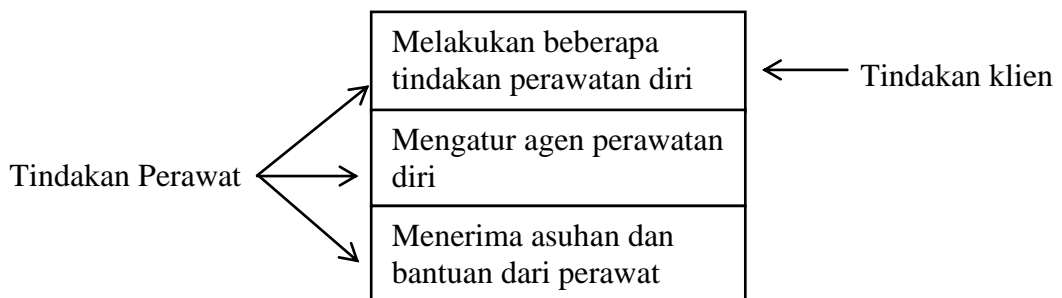 Melakukan beberapa
tindakan perawatan diri
Tindakan klien
Mengatur agen perawatan
diri
Tindakan Perawat
Menerima asuhan dan
bantuan dari perawat